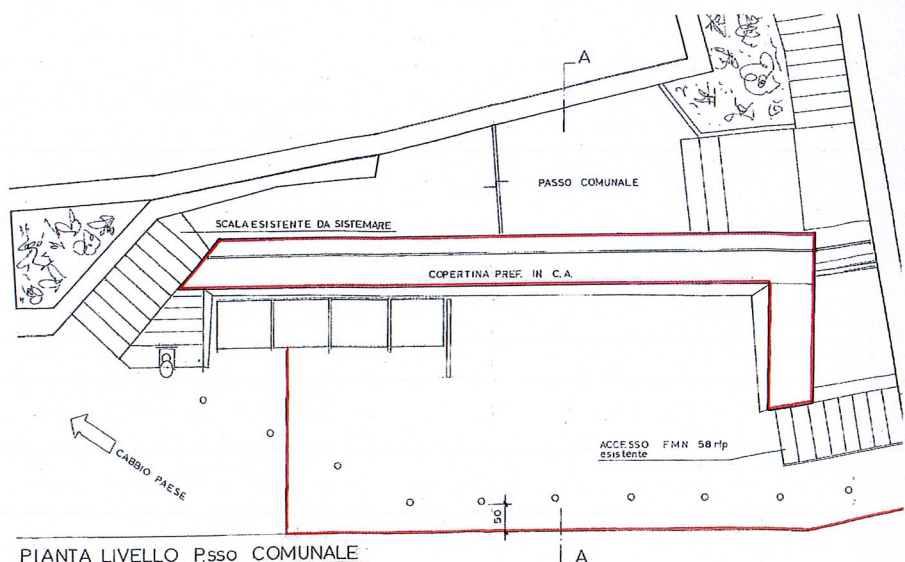 A
PASSO COMUNALE
SCALA ESISTENTE DA SISTEMARE
COPERTINA PREF. IN C.A.
ACCESSO FMN 58 rfp
esistente
CABBIO PAESE
50
PIANTA LIVELLO P.sso COMUNALE
A